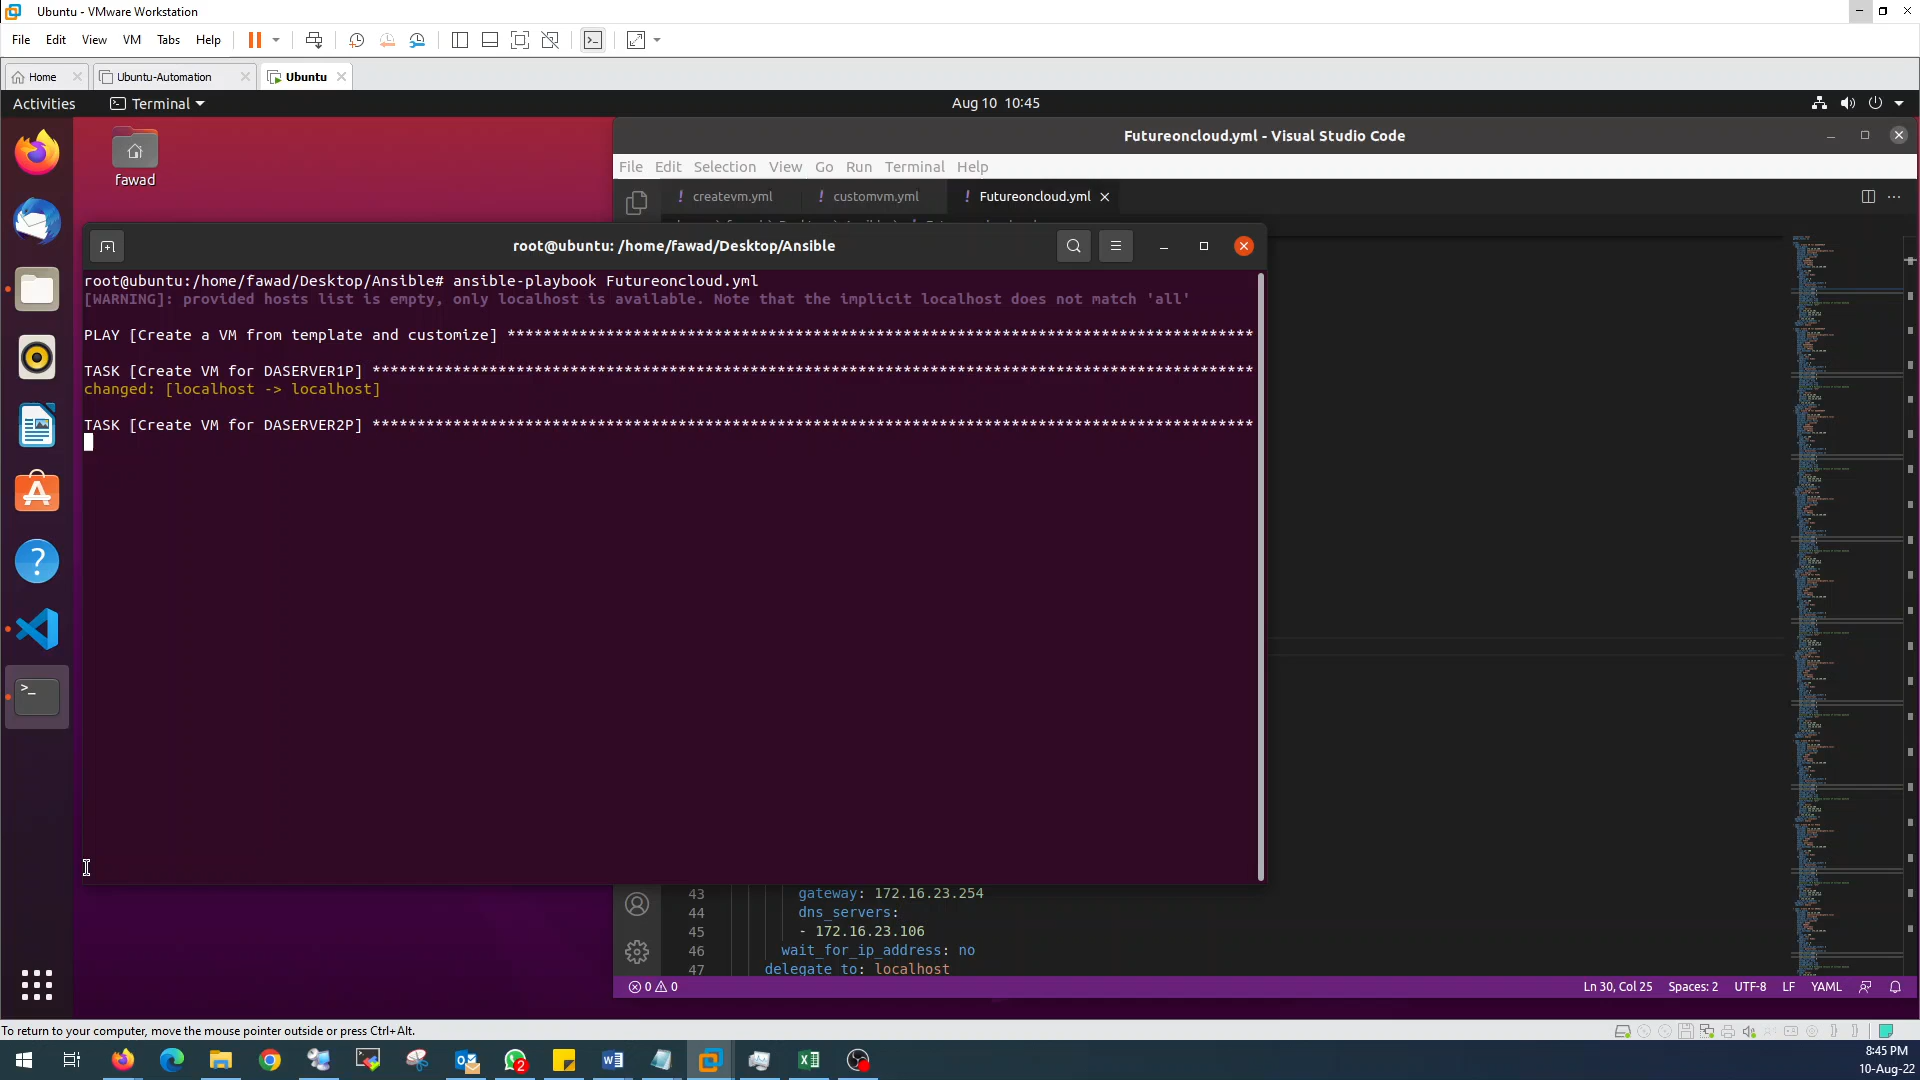 Ubuntu - VMware Workstation
File Edit View VM Tabs Help
Home
Ubuntu-Automation
Ubuntu
Activities
Terminal
Aug 10 10:45
fawad
Futureoncloud.yml - Visual Studio Code
File Edit Selection View Go Run Terminal Help
! createvm.yml
! customvm.yml
! Futureoncloud.yml
root@ubuntu: /home/fawad/Desktop/Ansible
root@ubuntu:/home/fawad/Desktop/Ansible# ansible-playbook Futureoncloud.yml
[WARNING]: provided hosts list is empty, only localhost is available. Note that the implicit localhost does not match 'all'
PLAY [Create a VM from template and customize] ***********************************************************************************
TASK [Create VM for DASERVER1P] **************************************************************************************************
changed: [localhost -> localhost]
TASK [Create VM for DASERVER2P] **************************************************************************************************
43 gateway: 172.16.23.254
44 dns_servers:
45 - 172.16.23.106
46 wait_for_ip_address: no
47 delegate_to: localhost
0 0
Ln 30, Col 25 Spaces: 2 UTF-8 LF YAML
To return to your computer, move the mouse pointer outside or press Ctrl+Alt.
2
8:45 PM
10-Aug-22